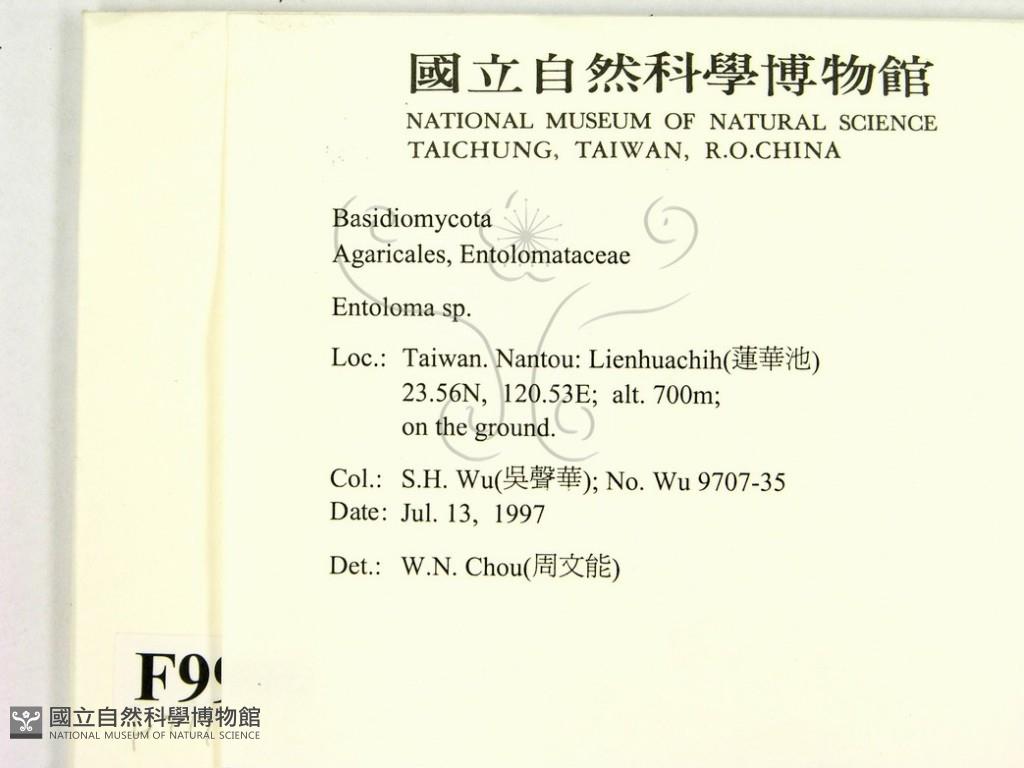 國立自然科學博物館
NATIONAL MUSEUM OF NATURAL SCIENCE
TAICHUNG, TAIWAN, R.O.CHINA
Basidiomycota
Agaricales, Entolomataceae
Entoloma sp.
Loc.: Taiwan. Nantou: Lienhuachih(蓮華池)
23.56N, 120.53E; alt. 700m;
on the ground.
Col.: S.H. Wu(吳聲華); No. Wu 9707-35
Date: Jul. 13, 1997
Det.: W.N. Chou(周文能)
F99
國立自然科學博物館
NATIONAL MUSEUM OF NATURAL SCIENCE